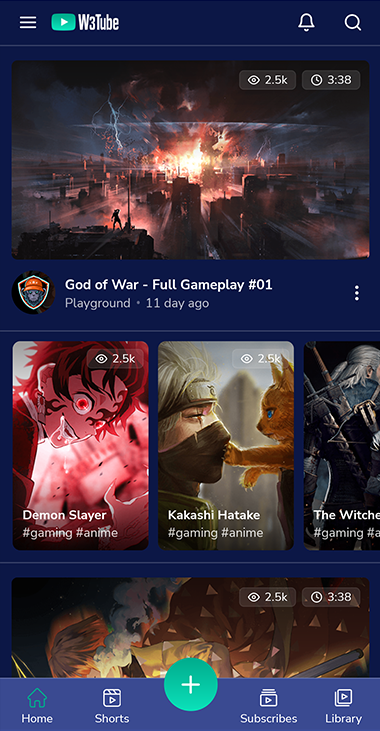 W3Tube
2.5k 3:38
God of War - Full Gameplay #01
Playground • 11 day ago
2.5k 2.5k
Demon Slayer Kakashi Hatake The Witche
#gaming #anime #gaming #anime #gaming #a
2.5k 3:38
Home Shorts Subscribes Library